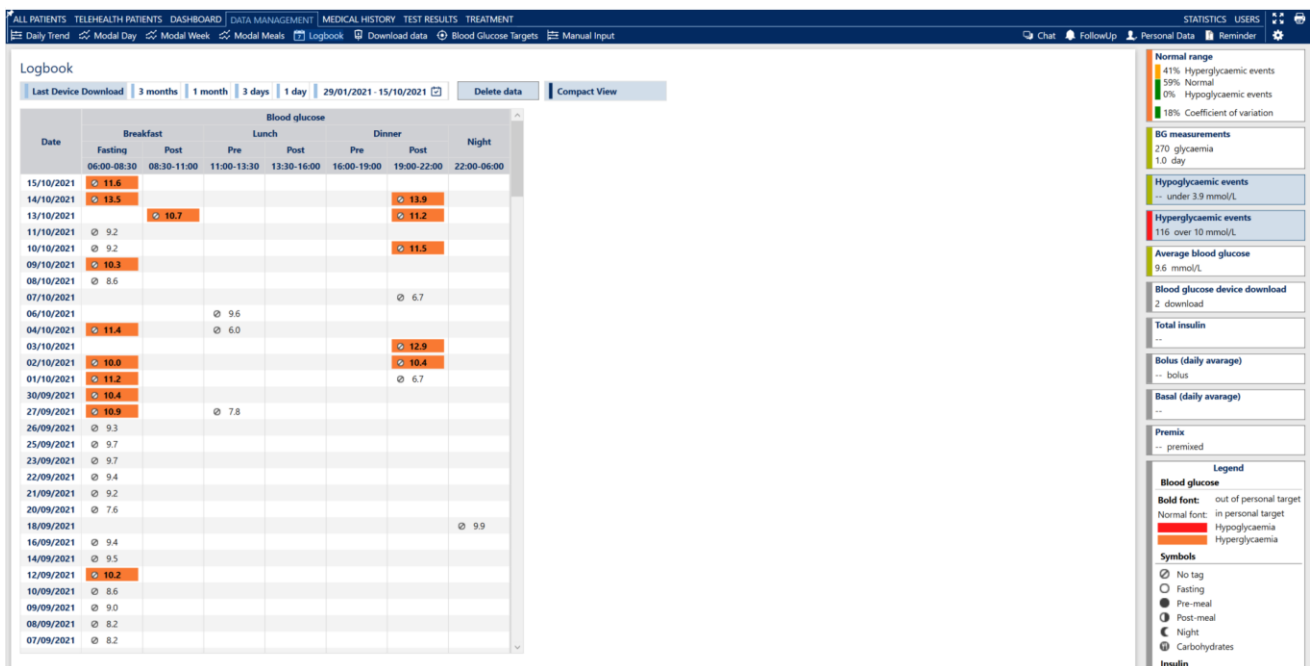 ALL PATIENTS TELEHEALTH PATIENTS DASHBOARD DATA MANAGEMENT MEDICAL HISTORY TEST RESULTS TREATMENT STATISTICS USERS
Daily Trend Modal Day Modal Week Modal Meals Logbook Download data Blood Glucose Targets Manual Input Chat FollowUp Personal Data Reminder
Logbook
Last Device Download 3 months 1 month 3 days 1 day 29/01/2021 - 15/10/2021 Delete data Compact View
Blood glucose
Date Breakfast Lunch Dinner Night
Fasting Post Pre Post Pre Post
06:00-08:30 08:30-11:00 11:00-13:30 13:30-16:00 16:00-19:00 19:00-22:00 22:00-06:00
15/10/2021 11.6
14/10/2021 13.5 13.9
13/10/2021 10.7 11.2
11/10/2021 9.2
10/10/2021 9.2 11.5
09/10/2021 10.3
08/10/2021 8.6
07/10/2021 6.7
06/10/2021 9.6
04/10/2021 11.4 6.0
03/10/2021 12.9
02/10/2021 10.0 10.4
01/10/2021 11.2 6.7
30/09/2021 10.4
27/09/2021 10.9 7.8
26/09/2021 9.3
25/09/2021 9.7
23/09/2021 9.7
22/09/2021 9.4
21/09/2021 9.2
20/09/2021 7.6
18/09/2021 9.9
16/09/2021 9.4
14/09/2021 9.5
12/09/2021 10.2
10/09/2021 8.6
09/09/2021 9.0
08/09/2021 8.2
07/09/2021 8.2
Normal range
41% Hyperglycaemic events
59% Normal
0% Hypoglycaemic events
18% Coefficient of variation
BG measurements
270 glycaemia
1.0 day
Hypoglycaemic events
-- under 3.9 mmol/L
Hyperglycaemic events
116 over 10 mmol/L
Average blood glucose
9.6 mmol/L
Blood glucose device download
2 download
Total insulin
--
Bolus (daily avarage)
-- bolus
Basal (daily avarage)
--
Premix
-- premixed
Legend
Blood glucose
Bold font: out of personal target
Normal font: in personal target
Hypoglycaemia
Hyperglycaemia
Symbols
No tag
Fasting
Pre-meal
Post-meal
Night
Carbohydrates
Insulin